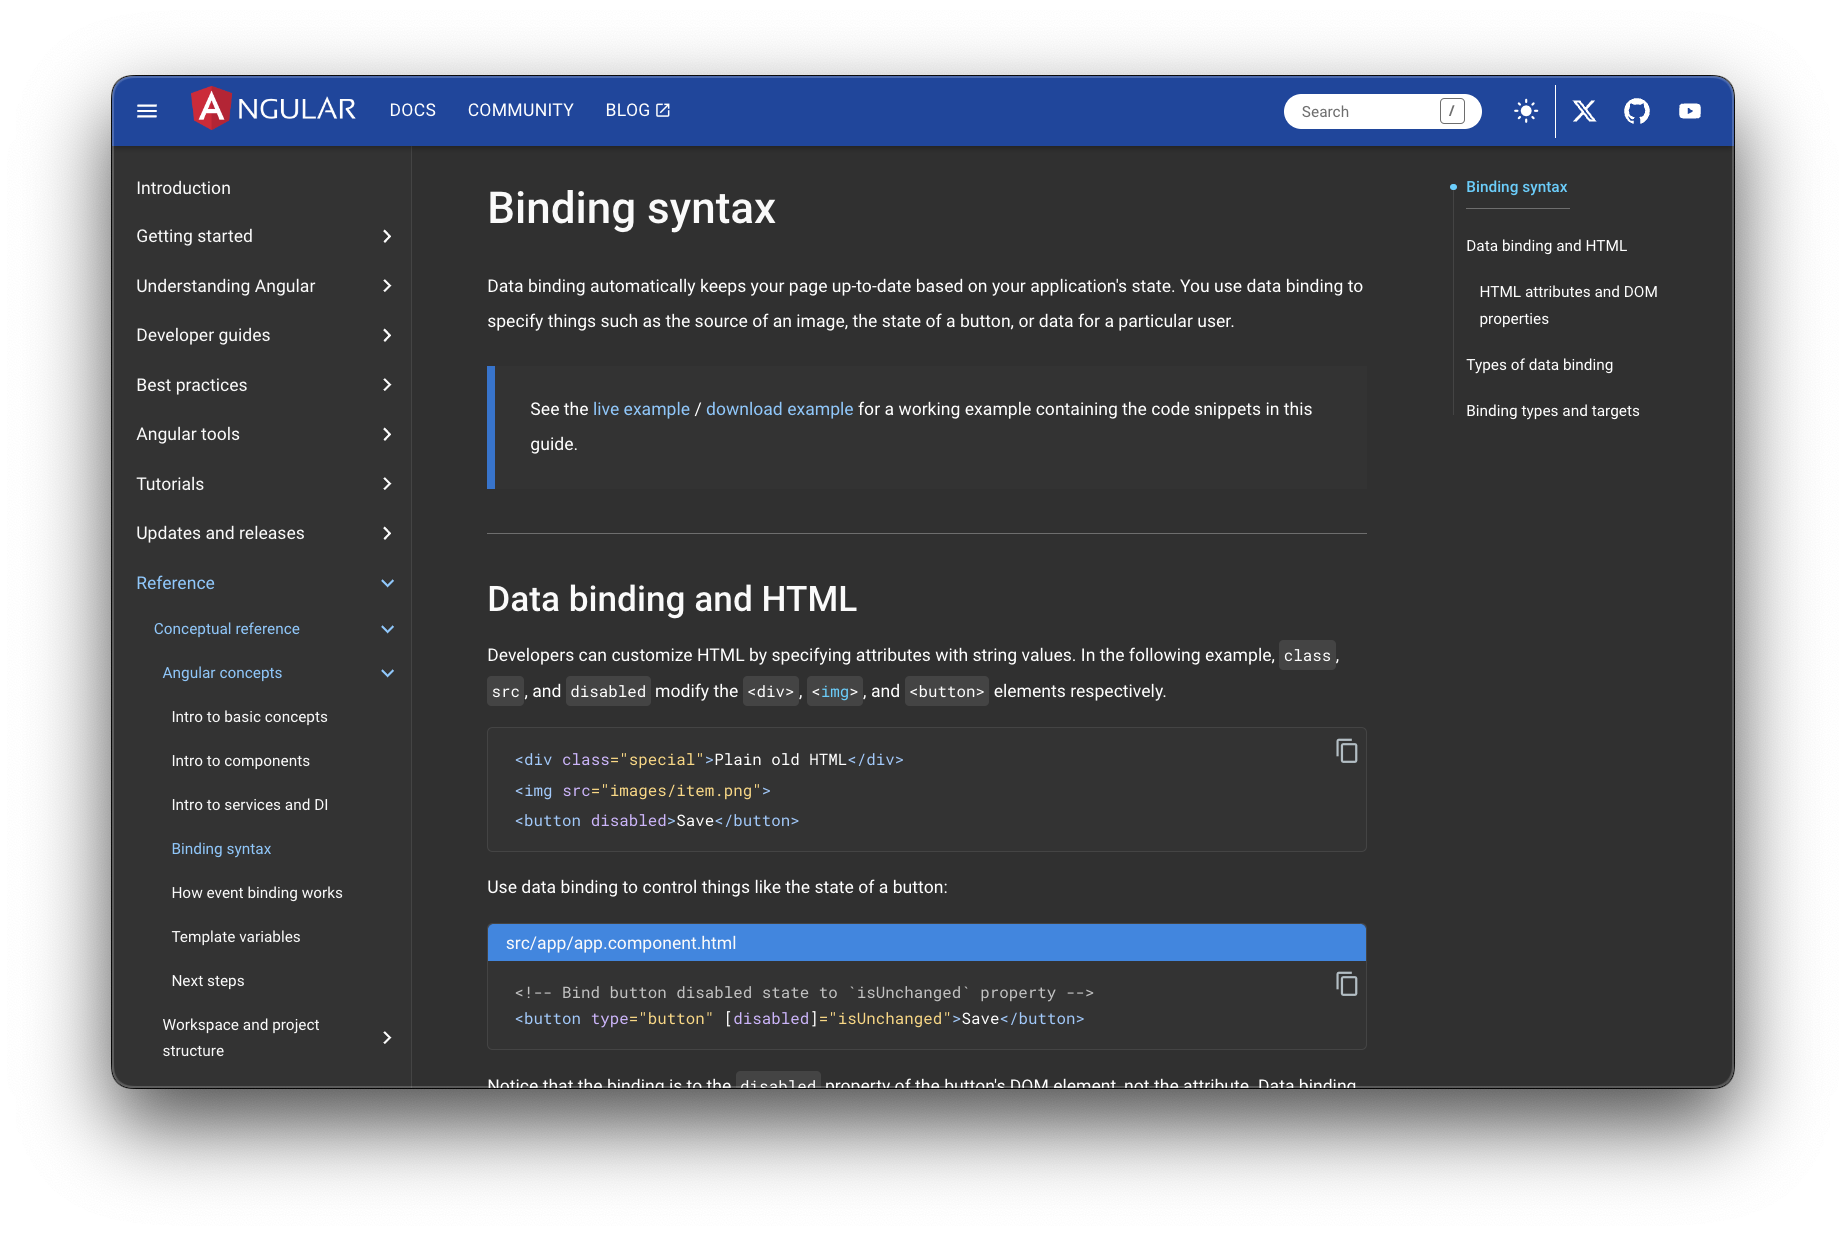 ANGULAR DOCS COMMUNITY BLOG Search /
Introduction
Getting started
Understanding Angular
Developer guides
Best practices
Angular tools
Tutorials
Updates and releases
Reference
Conceptual reference
Angular concepts
Intro to basic concepts
Intro to components
Intro to services and DI
Binding syntax
How event binding works
Template variables
Next steps
Workspace and project
structure
Binding syntax
Data binding automatically keeps your page up-to-date based on your application's state. You use data binding to
specify things such as the source of an image, the state of a button, or data for a particular user.
See the live example / download example for a working example containing the code snippets in this
guide.
Data binding and HTML
Developers can customize HTML by specifying attributes with string values. In the following example, class,
src, and disabled modify the <div>, <img>, and <button> elements respectively.
<div class="special">Plain old HTML</div>
<img src="images/item.png">
<button disabled>Save</button>
Use data binding to control things like the state of a button:
src/app/app.component.html
<!-- Bind button disabled state to `isUnchanged` property -->
<button type="button" [disabled]="isUnchanged">Save</button>
Notice that the binding is to the disabled property of the button's DOM element, not the attribute. Data binding
Binding syntax
Data binding and HTML
HTML attributes and DOM
properties
Types of data binding
Binding types and targets